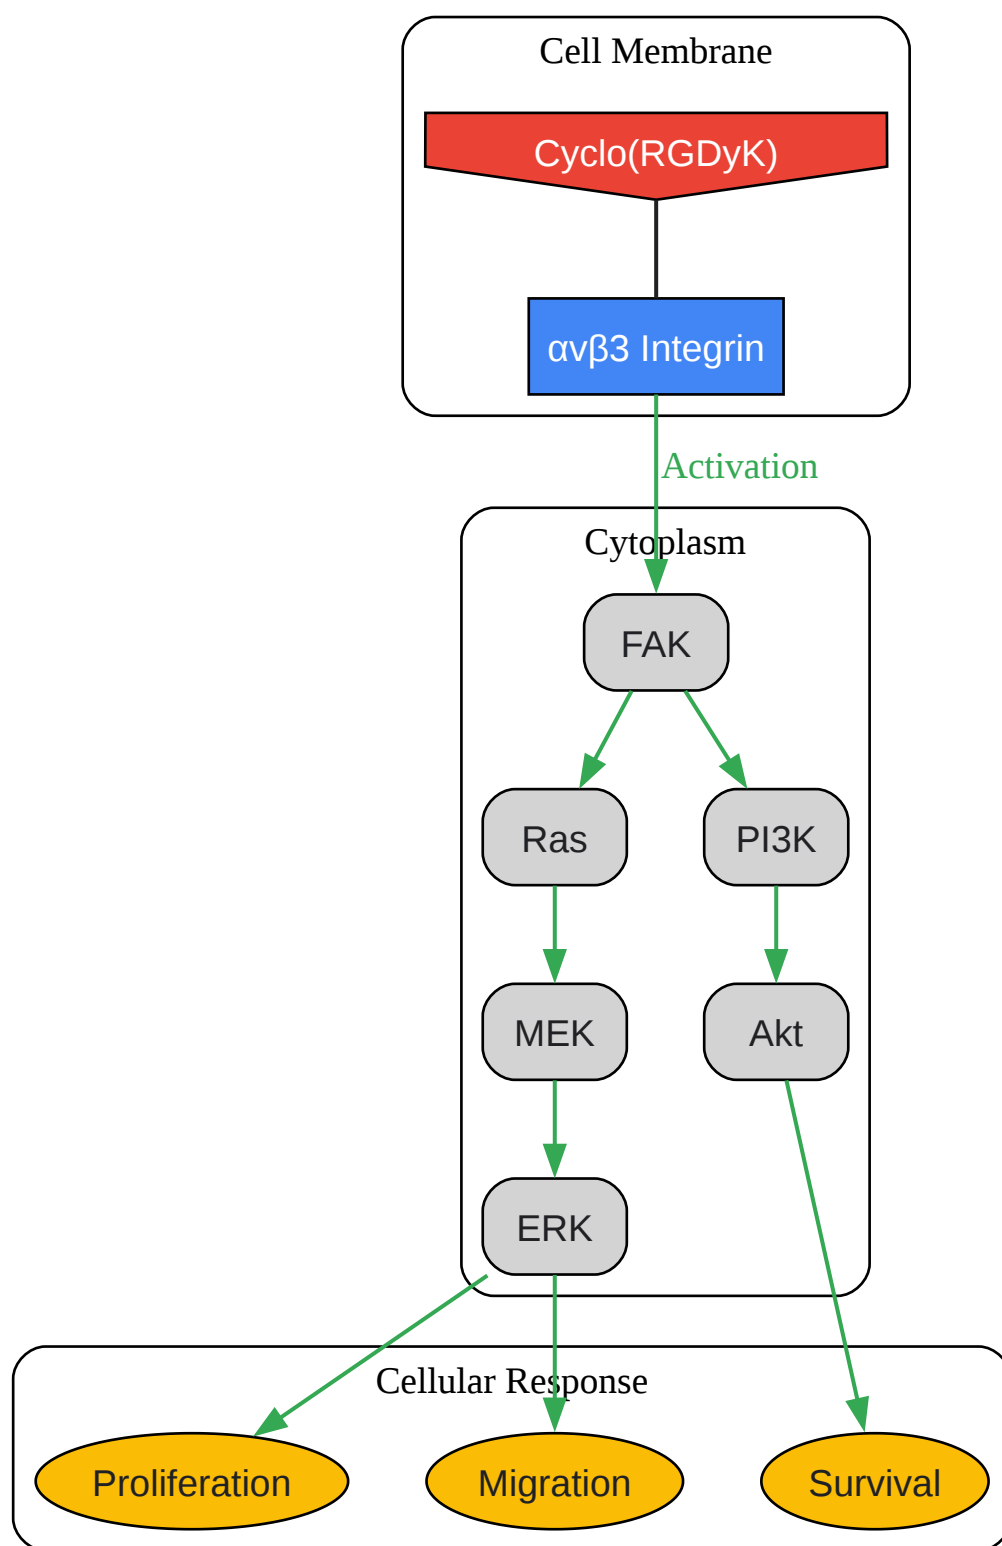 Cell Membrane
Cyclo(RGDyK)
αvβ3 Integrin
Activation
Cytoplasm
FAK
Ras
PI3K
MEK
Akt
ERK
Cellular Response
Proliferation
Migration
Survival